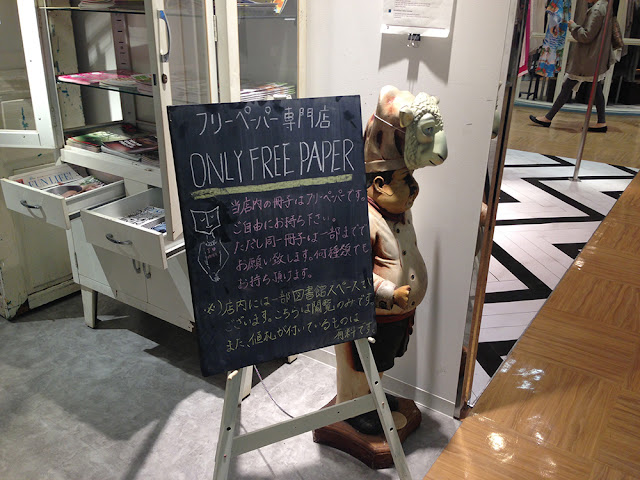 フリーペーパー専門店
ONLY FREE PAPER
当店内の冊子はフリーペーパーです。
ご自由にお持ち下さい。
ただし同一冊子は一部までで
お願い致します。何種類でも
お持ち頂けます。
※)店内には一部図書館スペースも
ございます。こちらは閲覧のみです。
また、値札が付いているものは
有料です。